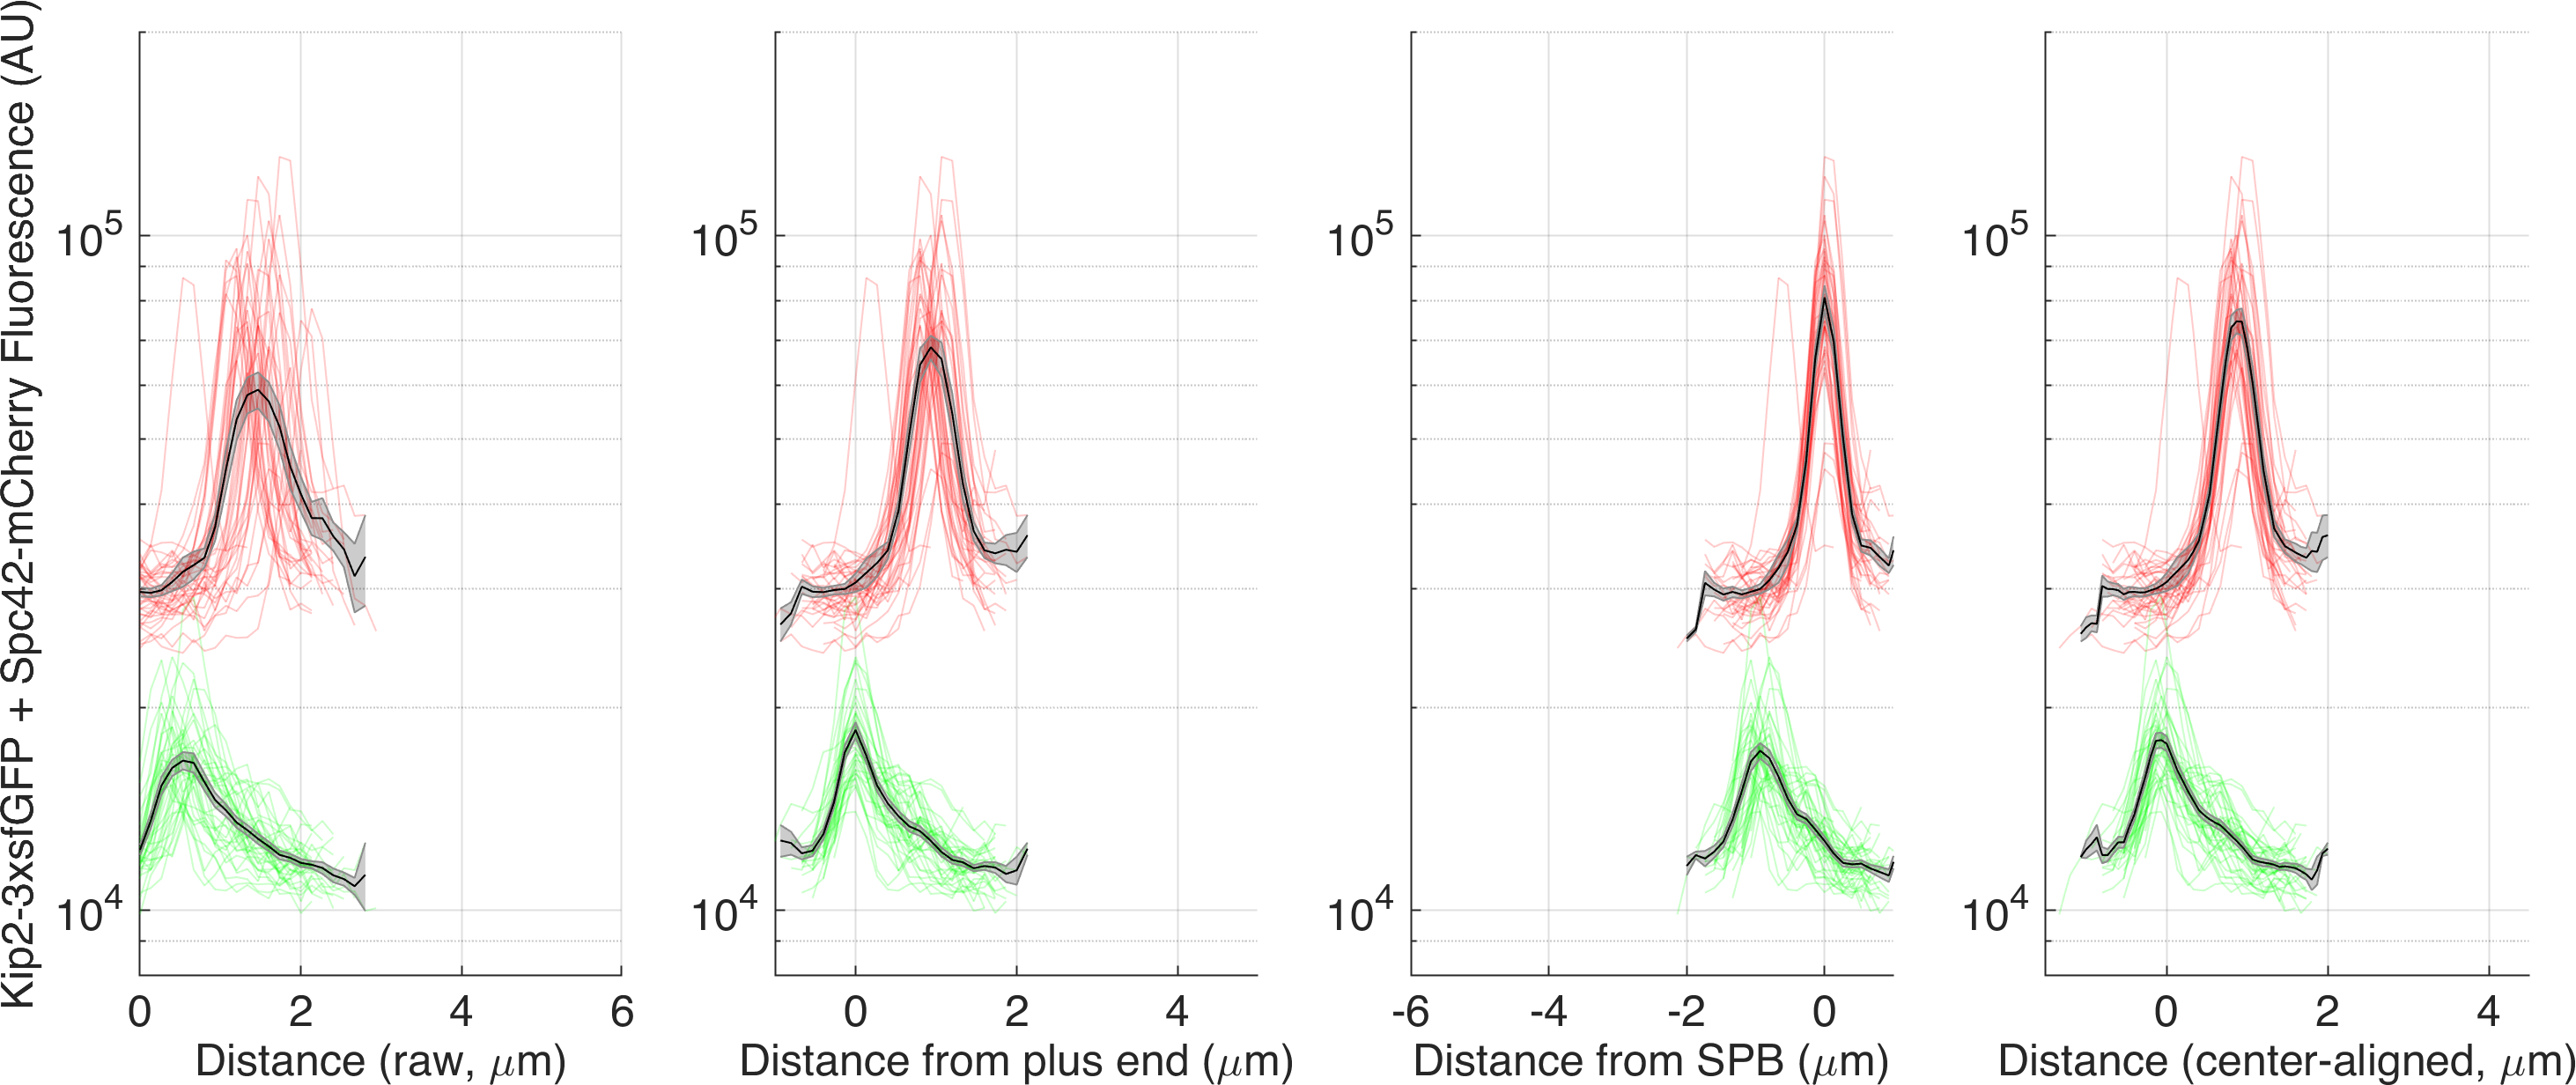 Kip2-3xsfGFP + Spc42-mCherry Fluorescence (AU)
10^5
10^4
0 2 4 6
Distance (raw, μm)
10^5
10^4
0 2 4
Distance from plus end (μm)
10^5
10^4
-6 -4 -2 0
Distance from SPB (μm)
10^5
10^4
0 2 4
Distance (center-aligned, μm)